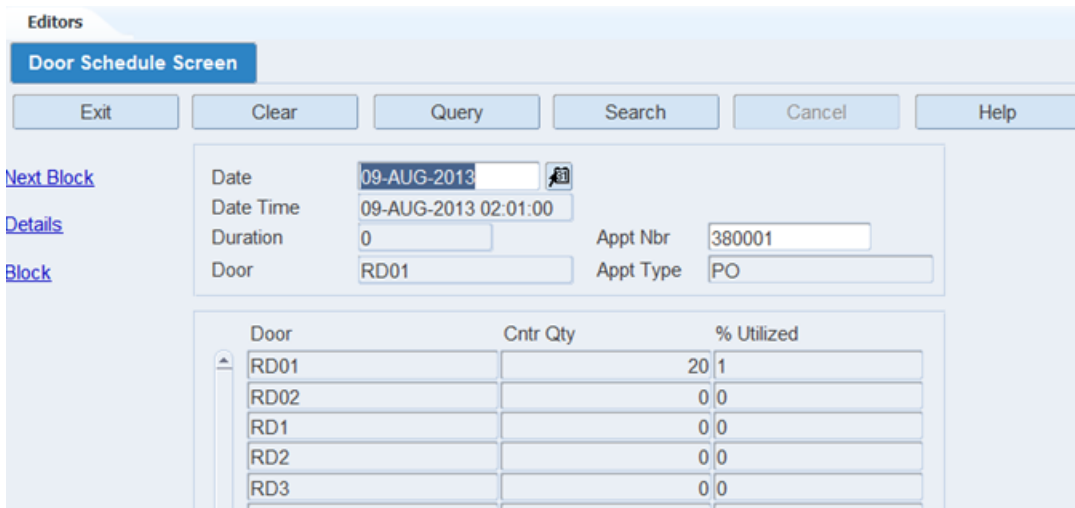 Editors
Door Schedule Screen
Exit Clear Query Search Cancel Help
Next Block
Details
Block
Date 09-AUG-2013
Date Time 09-AUG-2013 02:01:00
Duration 0 Appt Nbr 380001
Door RD01 Appt Type PO
Door Cntr Qty % Utilized
RD01 20 1
RD02 0 0
RD1 0 0
RD2 0 0
RD3 0 0